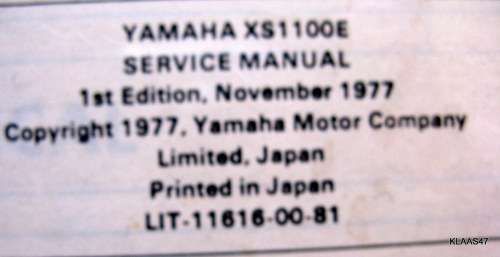 YAMAHA XS1100E
SERVICE MANUAL
1st Edition, November 1977
Copyright 1977, Yamaha Motor Company
Limited, Japan
Printed in Japan
LIT-11616-00-81
KLAAS47